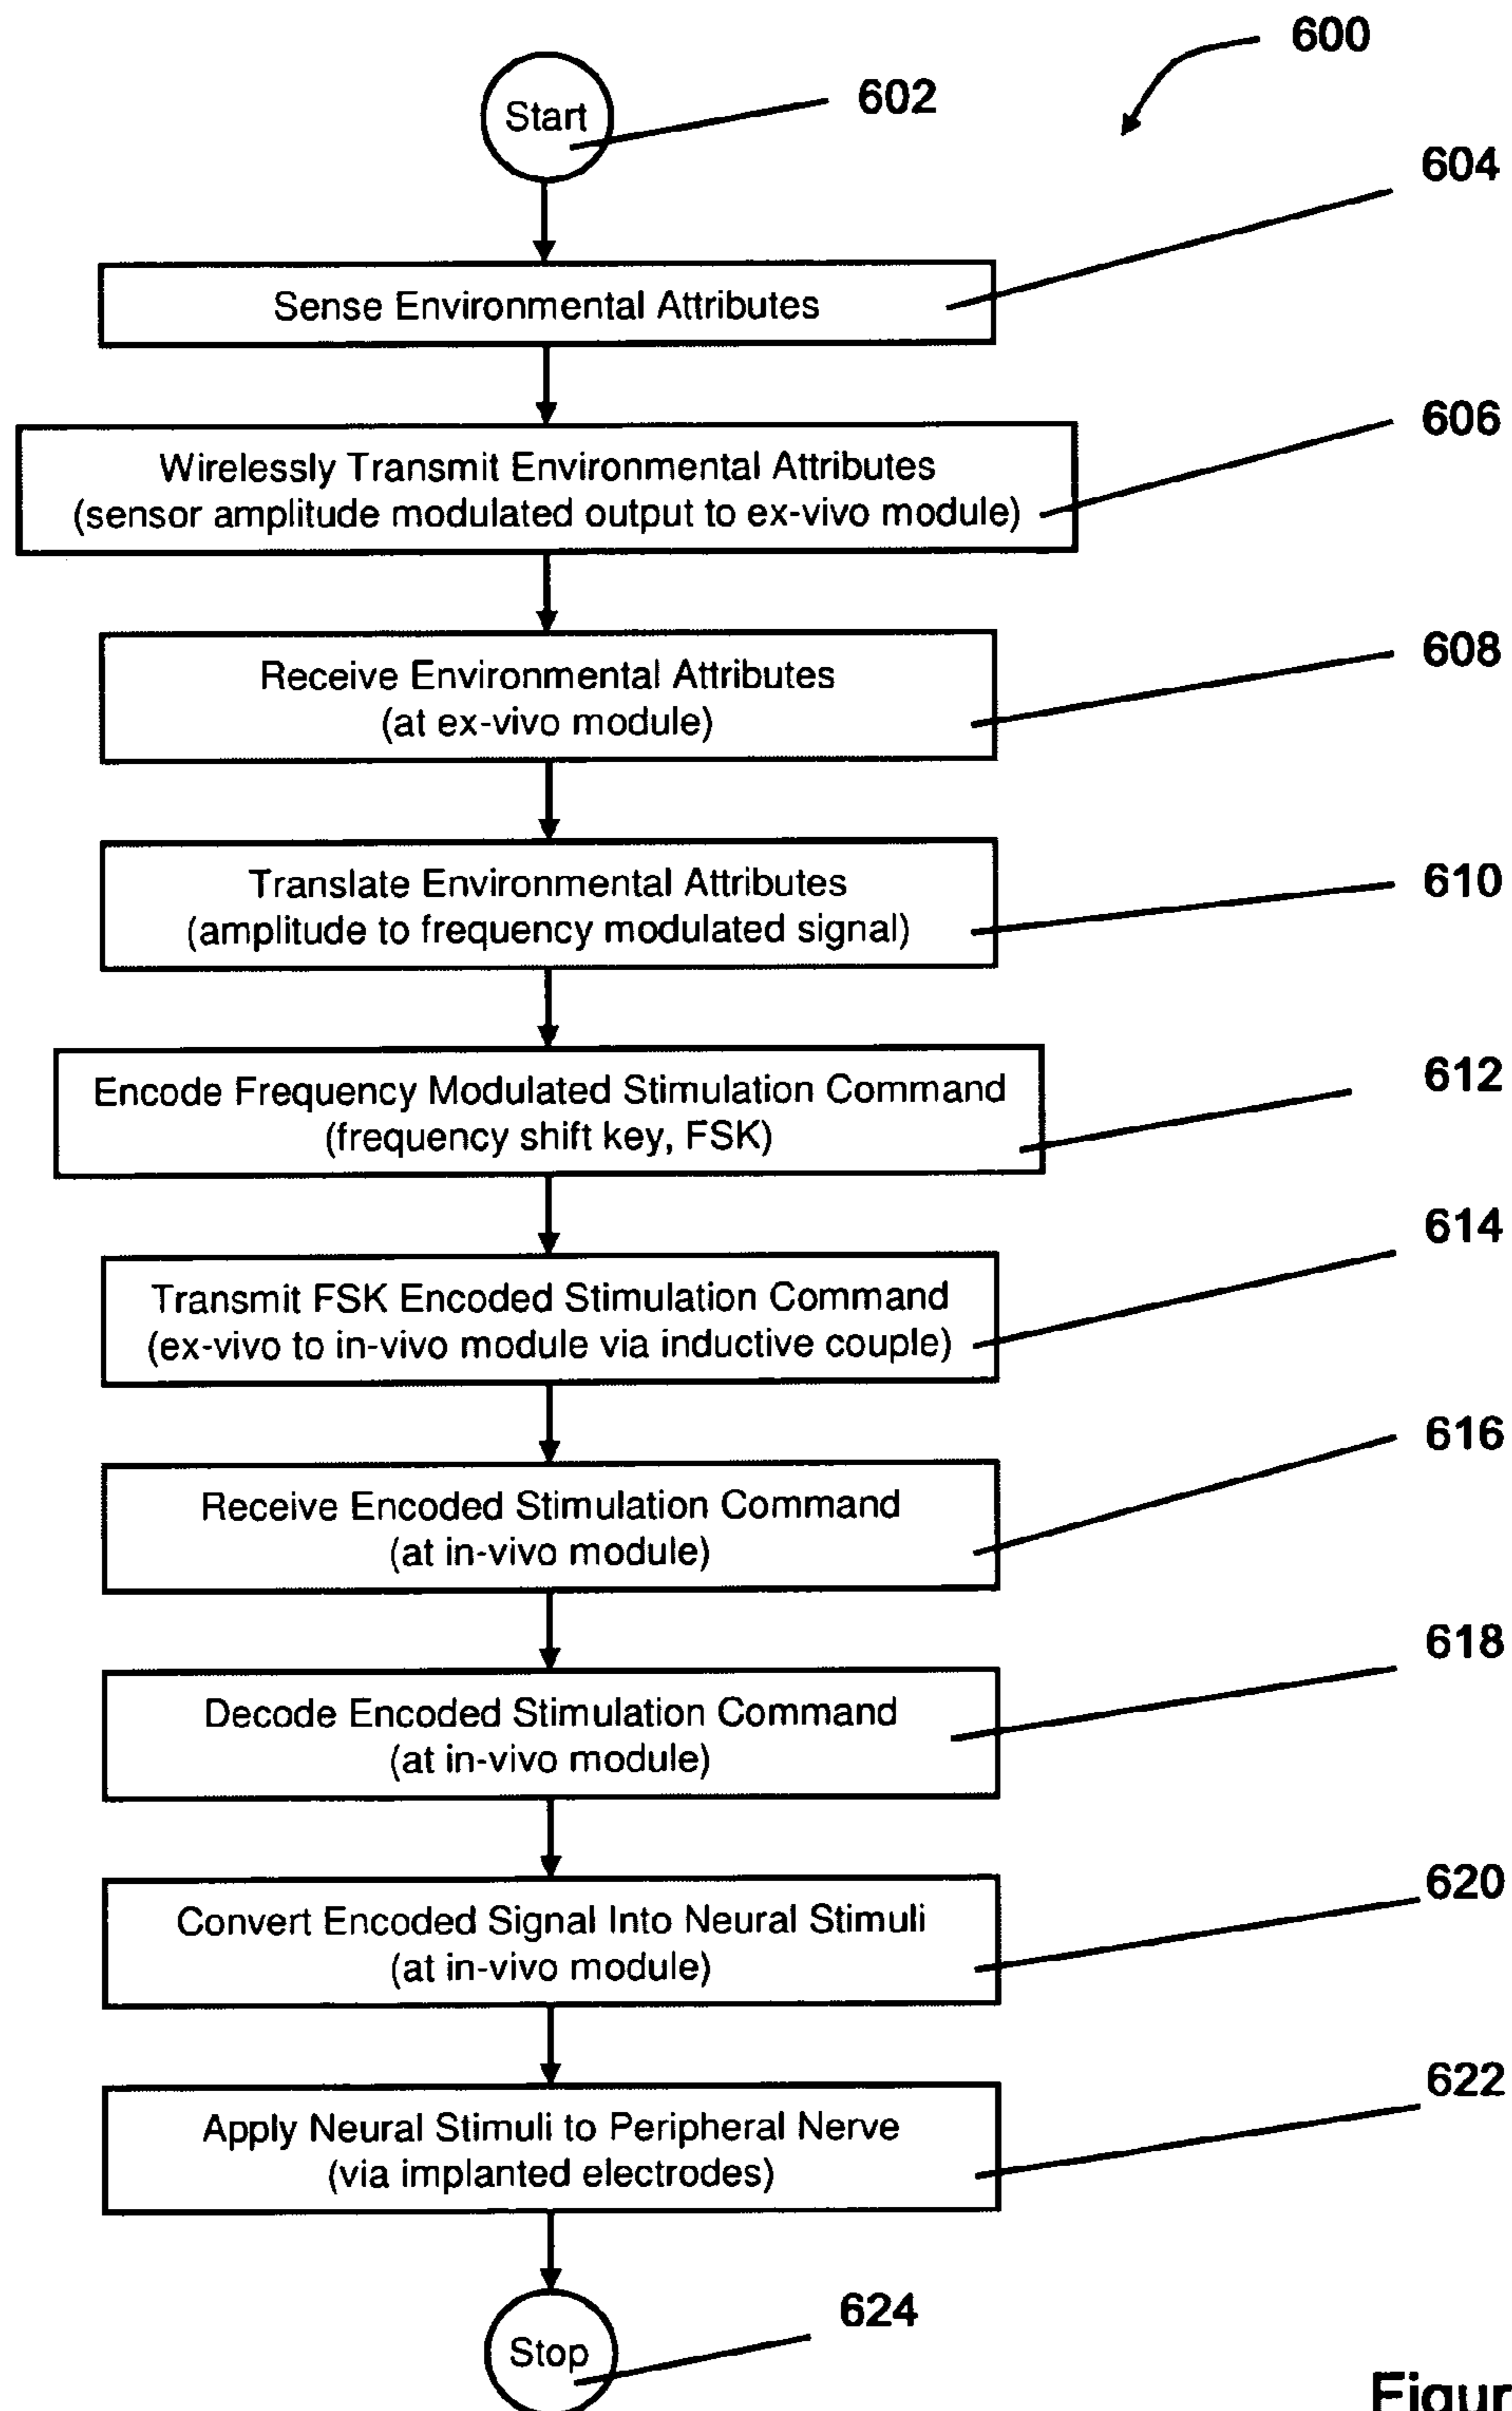 600
Start
602
604
Sense Environmental Attributes
606
Wirelessly Transmit Environmental Attributes
(sensor amplitude modulated output to ex-vivo module)
608
Receive Environmental Attributes
(at ex-vivo module)
610
Translate Environmental Attributes
(amplitude to frequency modulated signal)
612
Encode Frequency Modulated Stimulation Command
(frequency shift key, FSK)
614
Transmit FSK Encoded Stimulation Command
(ex-vivo to in-vivo module via inductive couple)
616
Receive Encoded Stimulation Command
(at in-vivo module)
618
Decode Encoded Stimulation Command
(at in-vivo module)
620
Convert Encoded Signal Into Neural Stimuli
(at in-vivo module)
622
Apply Neural Stimuli to Peripheral Nerve
(via implanted electrodes)
624
Stop